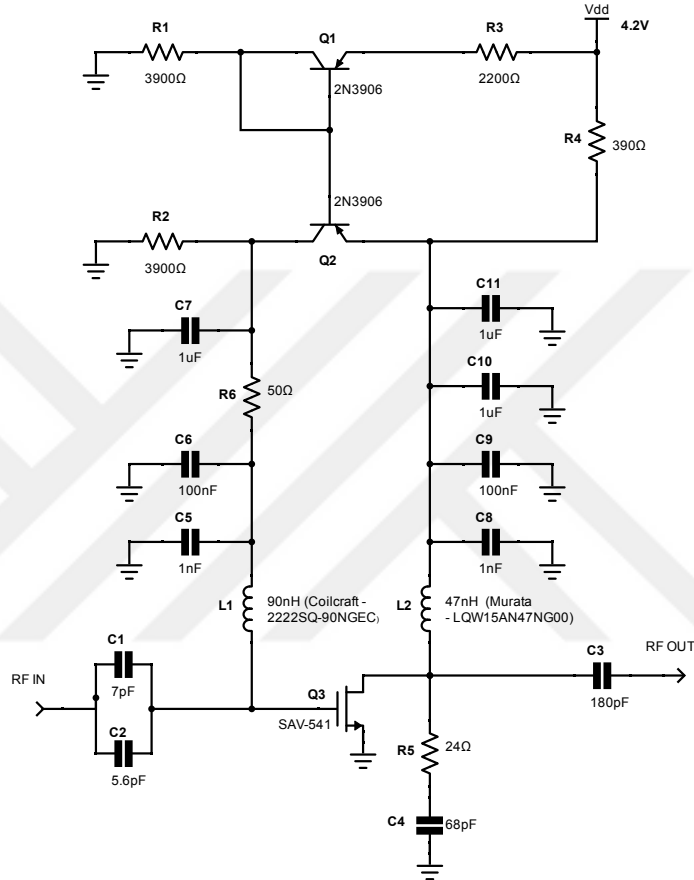 Vdd
4.2V
R1
3900Ω
Q1
2N3906
R3
2200Ω
R4
390Ω
2N3906
Q2
R2
3900Ω
C7
1uF
C11
1uF
R6
50Ω
C10
1uF
C6
100nF
C9
100nF
C5
1nF
C8
1nF
L1
90nH (Coilcraft -
2222SQ-90NGEC)
L2
47nH (Murata
- LQW15AN47NG00)
RF IN
C1
7pF
C2
5.6pF
Q3
SAV-541
C3
180pF
RF OUT
R5
24Ω
C4
68pF